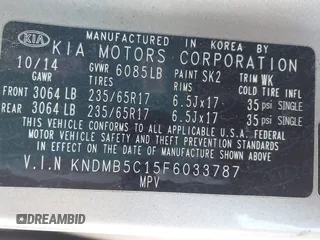 MANUFACTURED IN KOREA BY
KIA KIA MOTORS CORPORATION
10/14 GVWR 6085LB PAINT SK2 TRIM WK
GAWR TIRES RIMS COLD TIRE INFL
FRONT 3064 LB 235/65R17 6.5Jx17 35 psi SINGLE
REAR 3064 LB 235/65R17 6.5Jx17 35 psi SINGLE
THIS VEHICLE CONFORMS TO ALL APPLICABLE
FEDERAL MOTOR VEHICLE SAFETY AND THEFT
PREVENTION STANDARDS IN EFFECT ON THE DATE
OF MANUFACTURE SHOWN ABOVE.
V.I.N KNDMB5C15F6033787
MPV
DREAMBID